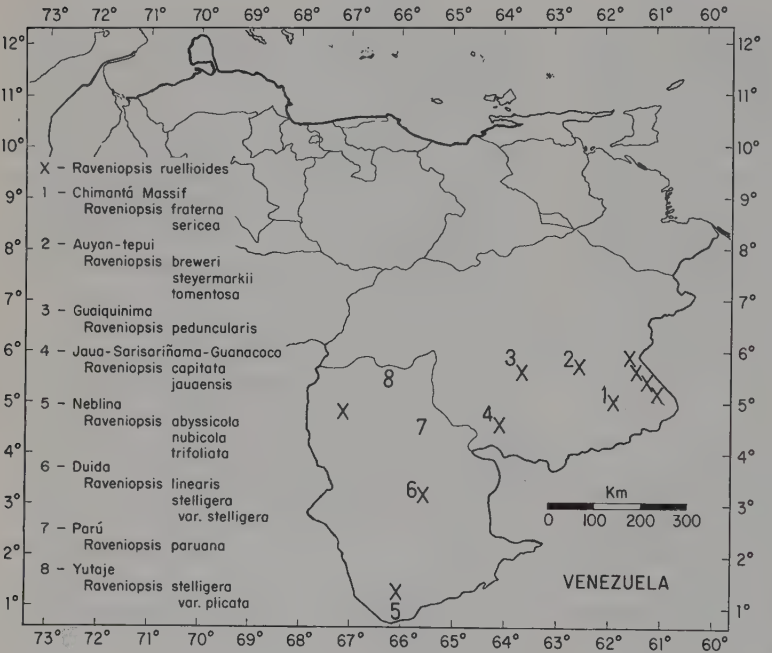 73° 72° 71° 70° 69° 68° 67° 66° 65° 64° 63° 62° 61° 60°
12° 12°
11° 11°
10° 10°
9° 9°
8° 8°
7° 7°
6° 6°
5° 5°
4° 4°
3° 3°
2° 2°
1° 1°
X – Raveniopsis ruellioides
1 – Chimantá Massif
Raveniopsis fraterna
sericea
2 – Auyan-tepui
Raveniopsis breweri
steyermarkii
tomentosa
3 – Guaiquinima
Raveniopsis peduncularis
4 – Jaua-Sarisariñama-Guanacoco
Raveniopsis capitata
jauaensis
5 – Neblina
Raveniopsis abyssicola
nubicola
trifoliata
6 – Duida
Raveniopsis linearis
stelligera
var. stelligera
7 – Parú
Raveniopsis paruana
8 – Yutaje
Raveniopsis stelligera
var. plicata
3 X 2 X X
8 X
X
X
X 1 X X
7 4 X
6 X
X
5
Km
0 100 200 300
VENEZUELA
73° 72° 71° 70° 69° 68° 67° 66° 65° 64° 63° 62° 61° 60°